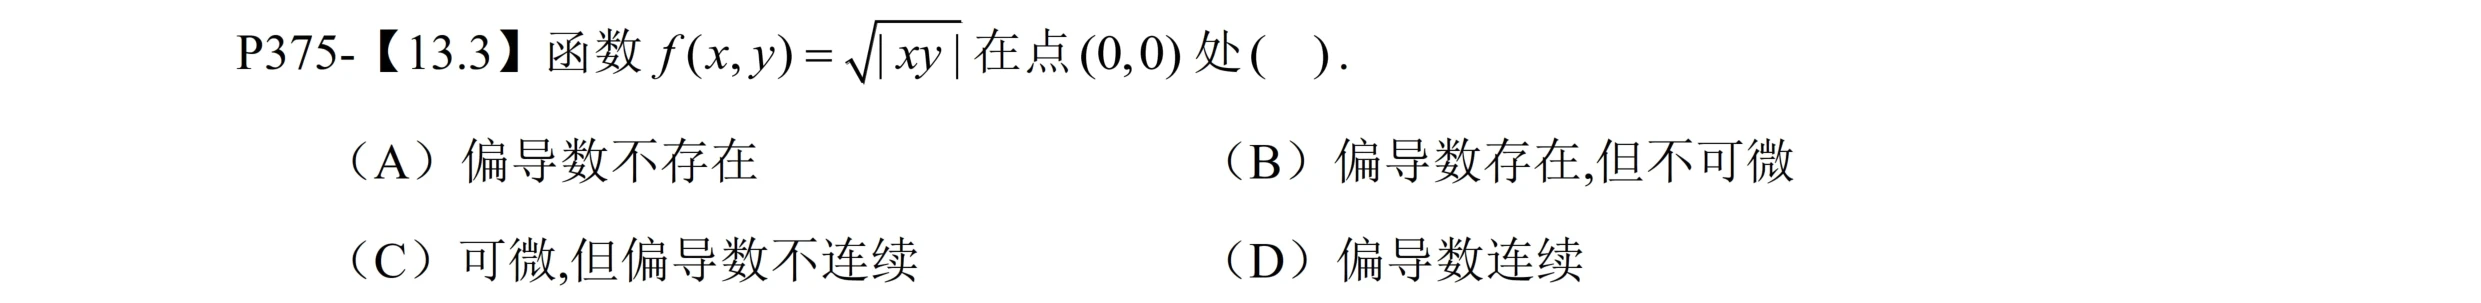 P375-【13.3】函数 f(x,y)=√|xy| 在点(0,0)处(   ).
（A）偏导数不存在 （B）偏导数存在,但不可微
（C）可微,但偏导数不连续 （D）偏导数连续